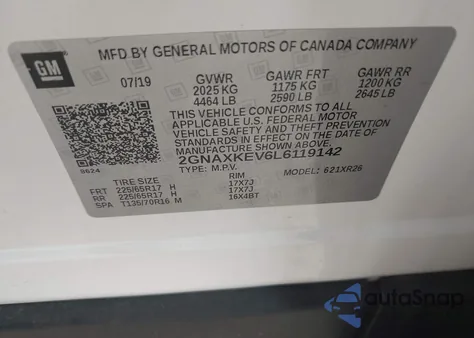 GM
MFD BY GENERAL MOTORS OF CANADA COMPANY
07/19 GVWR GAWR FRT GAWR RR
2025 KG 1175 KG 1200 KG
4464 LB 2590 LB 2645 LB
THIS VEHICLE CONFORMS TO ALL
APPLICABLE U.S. FEDERAL MOTOR
VEHICLE SAFETY STANDARDS IN
EFFECT ON THE DATE OF
MANUFACTURE SHOWN ABOVE.
2GNAXKEV6L6119142
TYPE: M.P.V. MODEL: 621XR26
TIRE SIZE RIM
FRT 225/65R17 H 17X7J
RR 225/65R17 H 17X7J
SPA T135/70R16 M 16X4BT
autoSnap